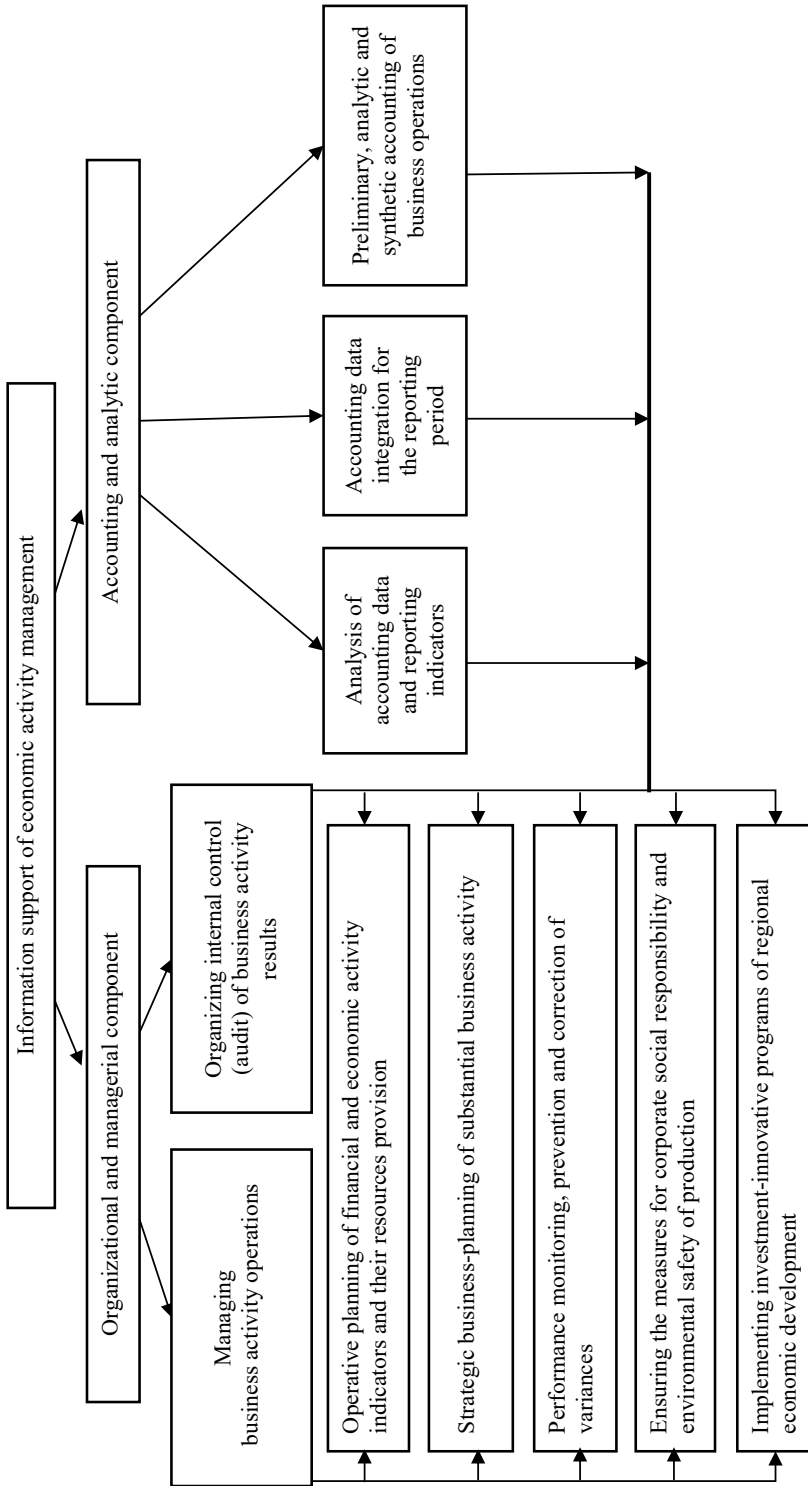 Information support of economic activity management
Organizational and managerial component
Accounting and analytic component
Managing
business activity operations
Organizing internal control
(audit) of business activity
results
Analysis of
accounting data
and reporting
indicators
Accounting data
integration for
the reporting
period
Preliminary, analytic and
synthetic accounting of
business operations
Operative planning of financial and economic activity
indicators and their resources provision
Strategic business-planning of substantial business activity
Performance monitoring, prevention and correction of
variances
Ensuring the measures for corporate social responsibility and
environmental safety of production
Implementing investment-innovative programs of regional
economic development